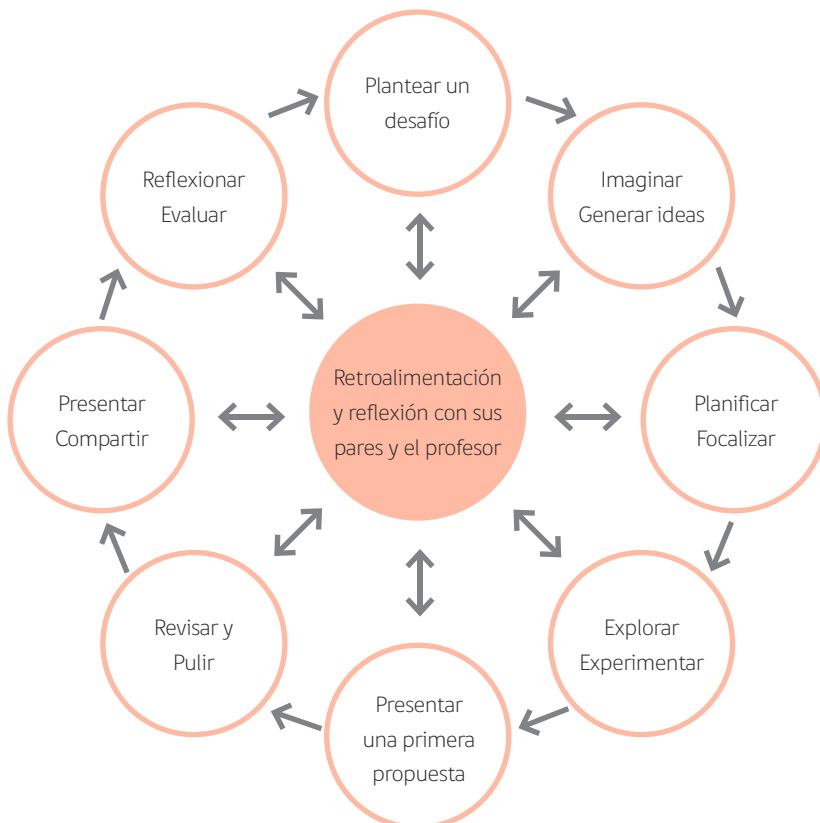 Plantear un
desafío
Imaginar
Generar ideas
Planificar
Focalizar
Explorar
Experimentar
Presentar
una primera
propuesta
Revisar y
Pulir
Presentar
Compartir
Reflexionar
Evaluar
Retroalimentación
y reflexión con sus
pares y el profesor